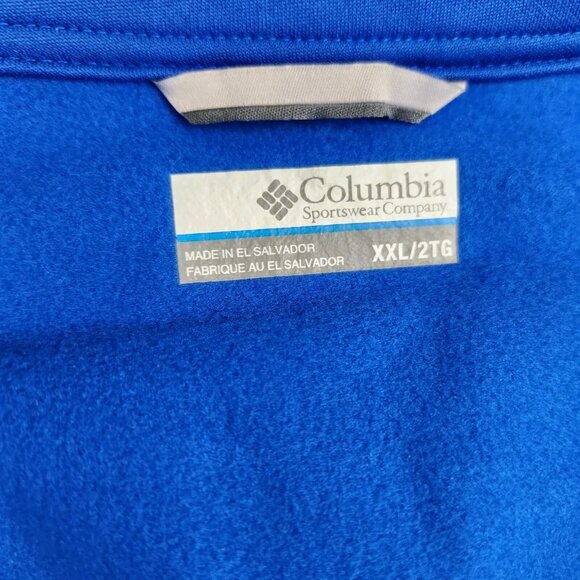 Columbia
Sportswear Company
MADE IN EL SALVADOR
FABRIQUE AU EL SALVADOR
XXL/2TG